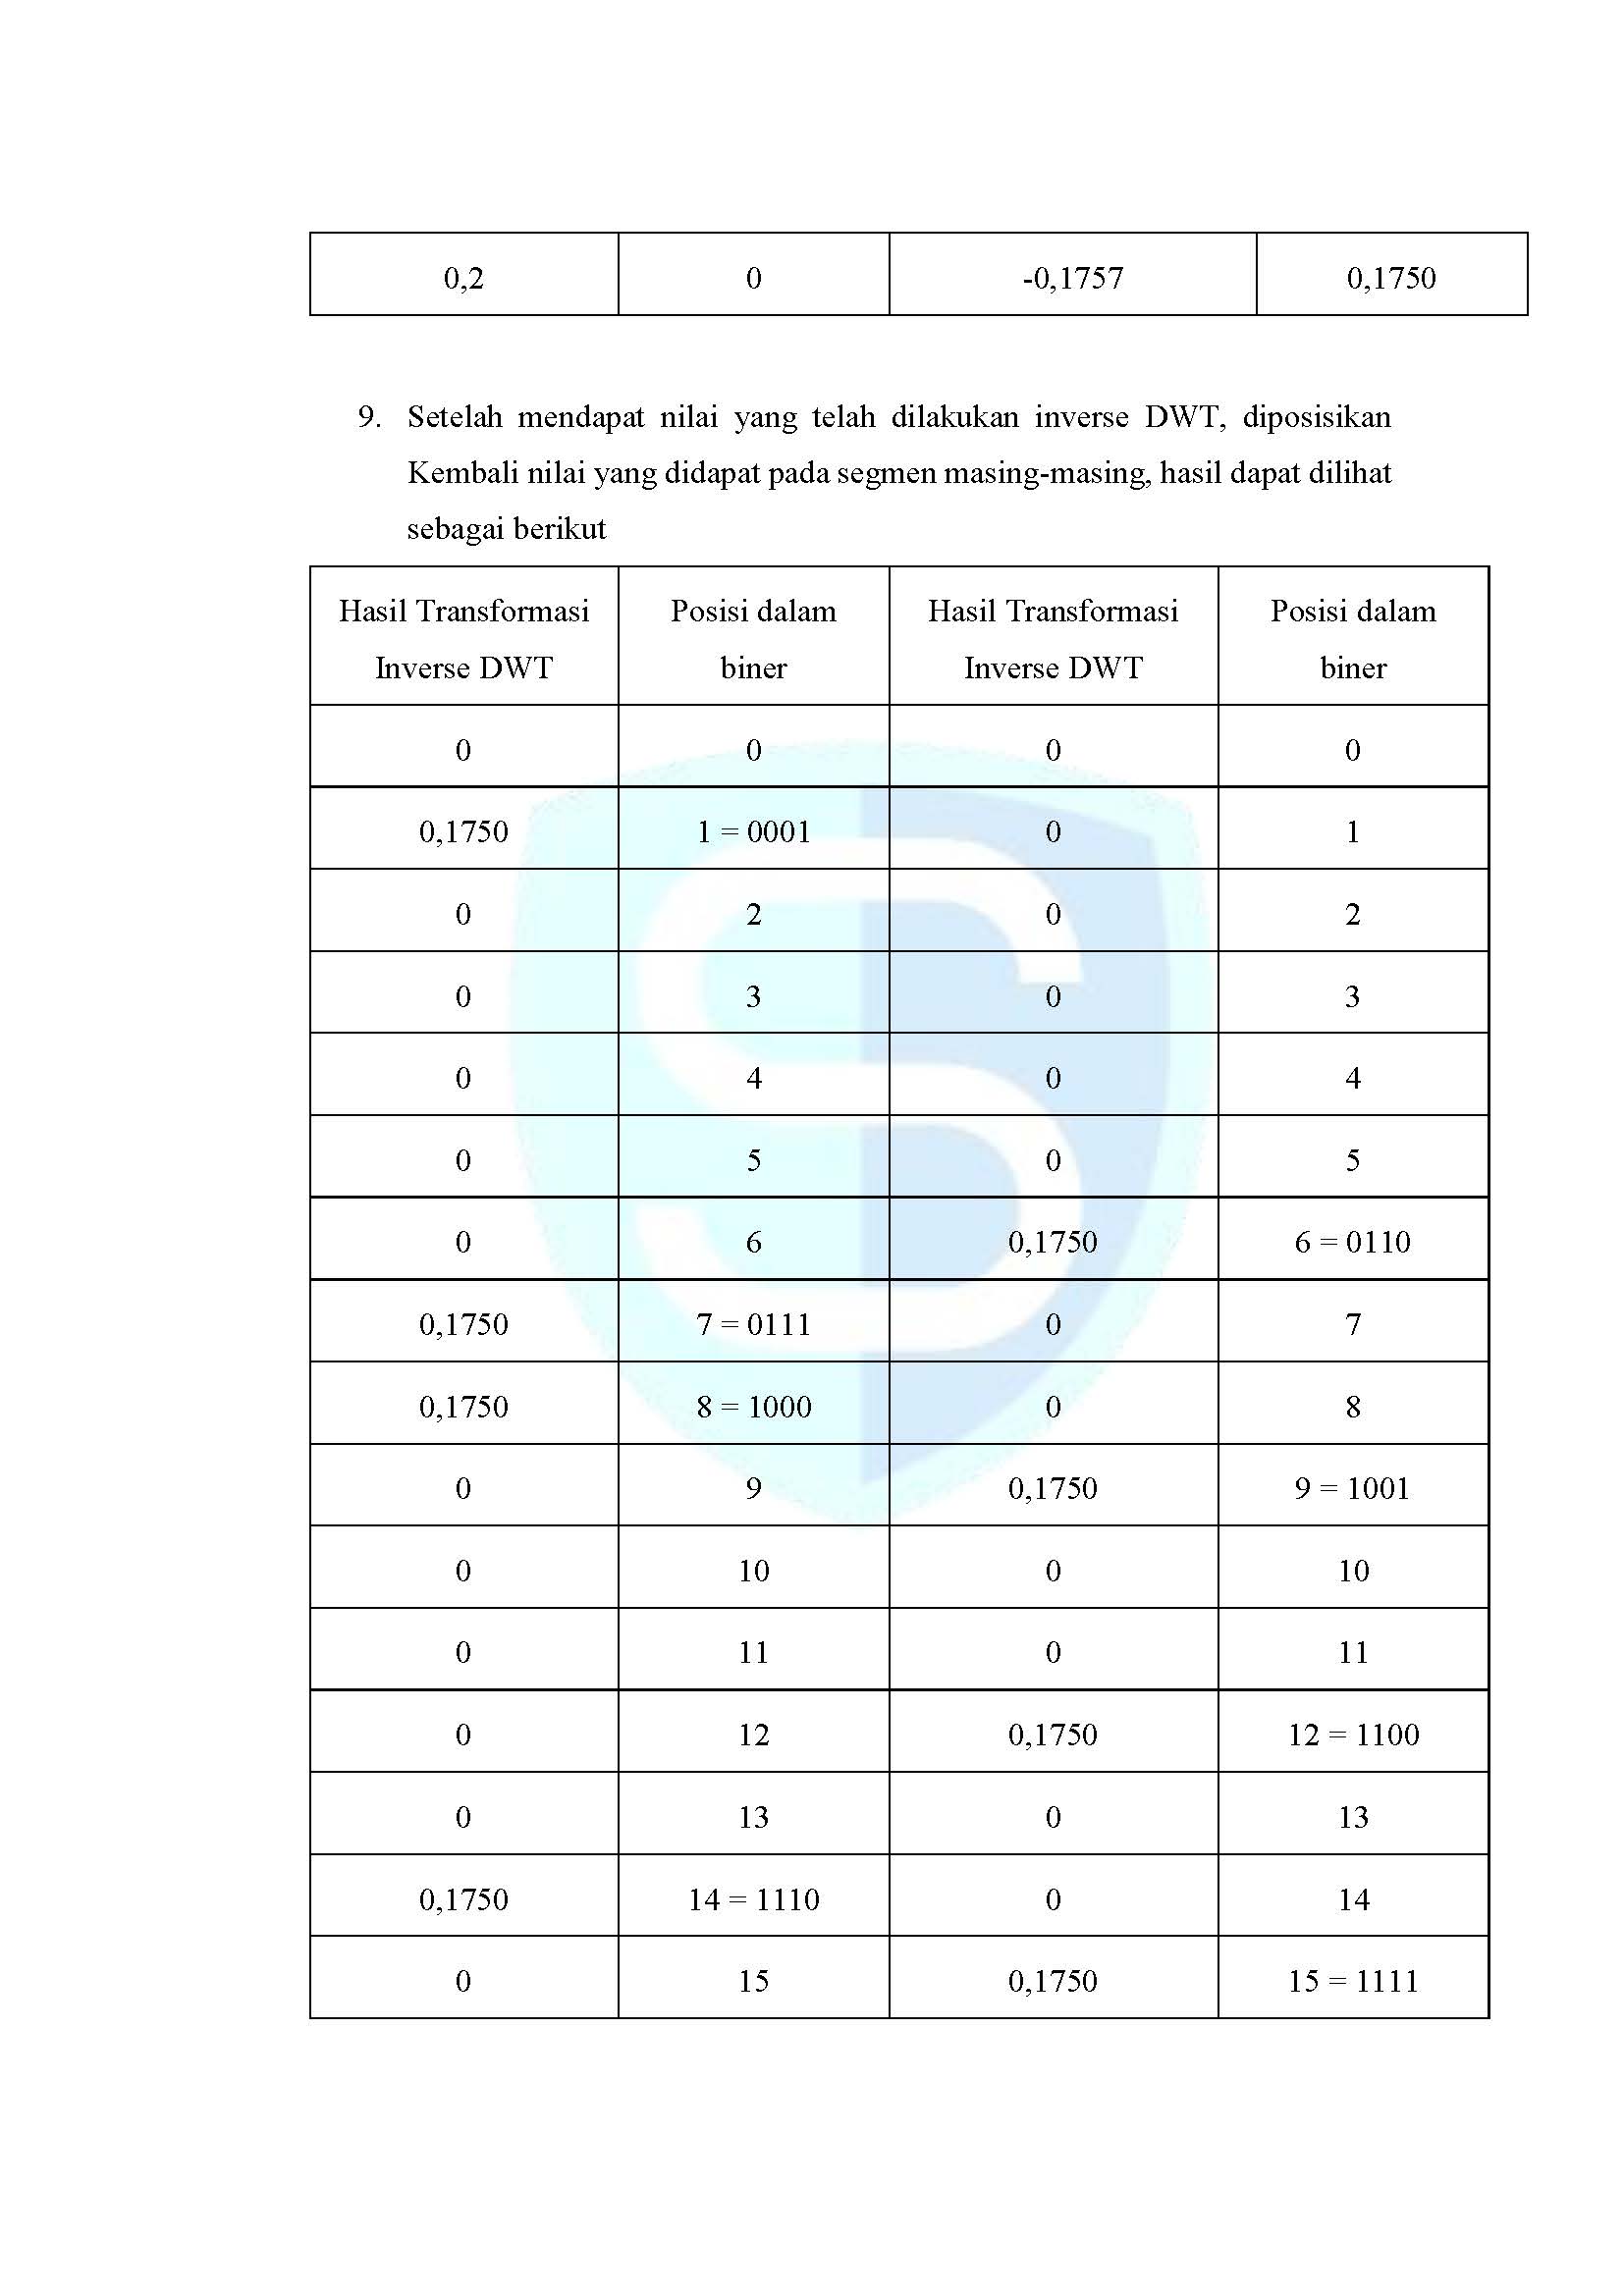 0,2 0 -0,1757 0,1750
9. Setelah mendapat nilai yang telah dilakukan inverse DWT, diposisikan
Kembali nilai yang didapat pada segmen masing-masing, hasil dapat dilihat
sebagai berikut
Hasil Transformasi Posisi dalam Hasil Transformasi Posisi dalam
Inverse DWT biner Inverse DWT biner
0 0 0 0
0,1750 1 = 0001 0 1
0 2 0 2
0 3 0 3
0 4 0 4
0 5 0 5
0 6 0,1750 6 = 0110
0,1750 7 = 0111 0 7
0,1750 8 = 1000 0 8
0 9 0,1750 9 = 1001
0 10 0 10
0 11 0 11
0 12 0,1750 12 = 1100
0 13 0 13
0,1750 14 = 1110 0 14
0 15 0,1750 15 = 1111